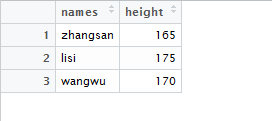 names height
1 zhangsan 165
2 lisi 175
3 wangwu 170